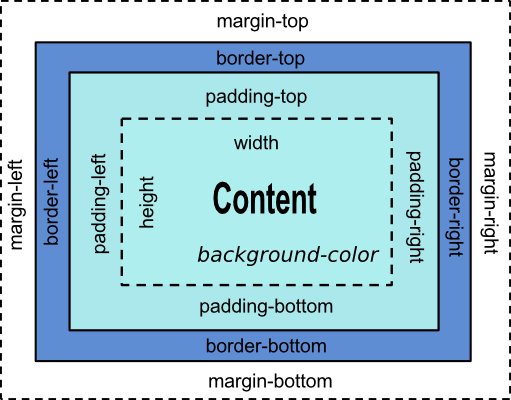 margin-top
border-top
padding-top
width
margin-left
border-left
padding-left
height
Content
padding-right
border-right
margin-right
background-color
padding-bottom
border-bottom
margin-bottom